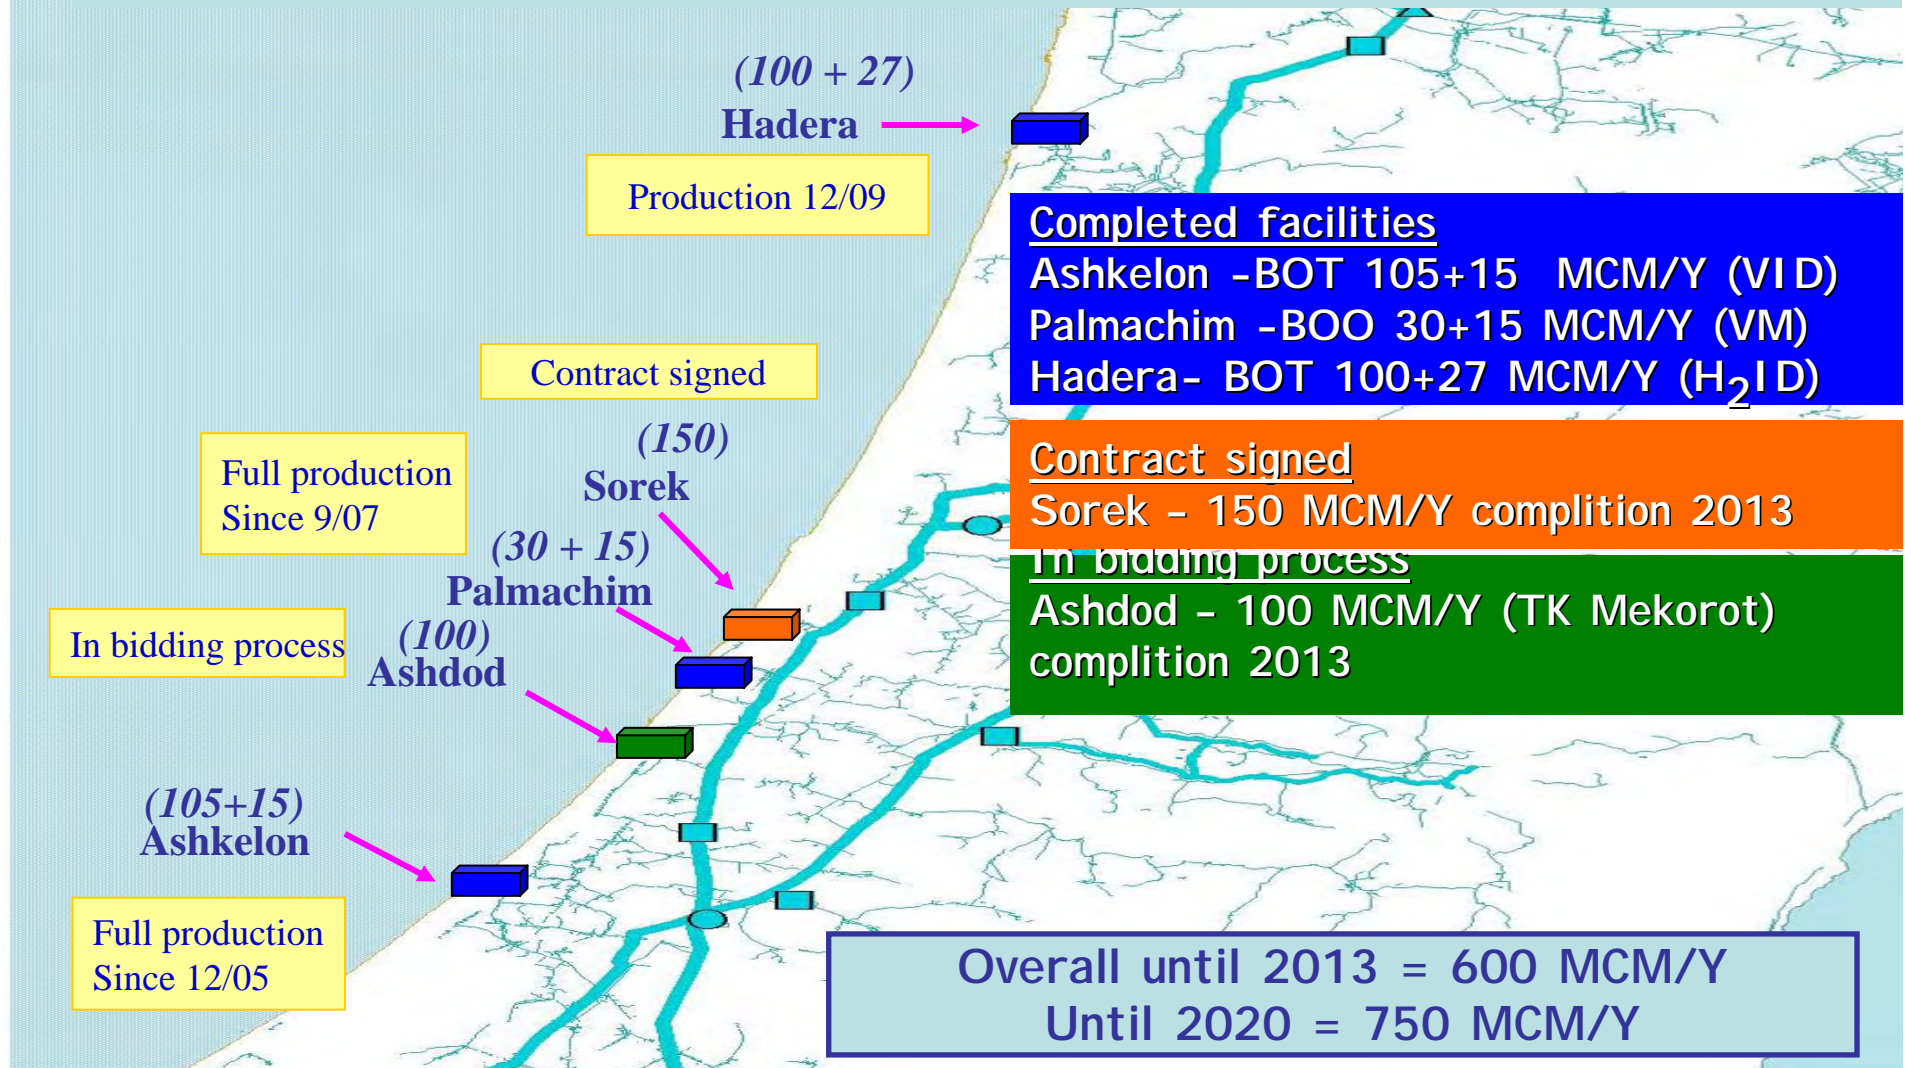 (100 + 27)
Hadera
Production 12/09
Completed facilities
Ashkelon -BOT 105+15 MCM/Y (VID)
Palmachim -BOO 30+15 MCM/Y (VM)
Hadera- BOT 100+27 MCM/Y (H₂ID)
Contract signed
Sorek - 150 MCM/Y complition 2013
In bidding process
Ashdod - 100 MCM/Y (TK Mekorot)
complition 2013
Contract signed
(150)
Sorek
Full production
Since 9/07
(30 + 15)
Palmachim
In bidding process
(100)
Ashdod
(105+15)
Ashkelon
Full production
Since 12/05
Overall until 2013 = 600 MCM/Y
Until 2020 = 750 MCM/Y